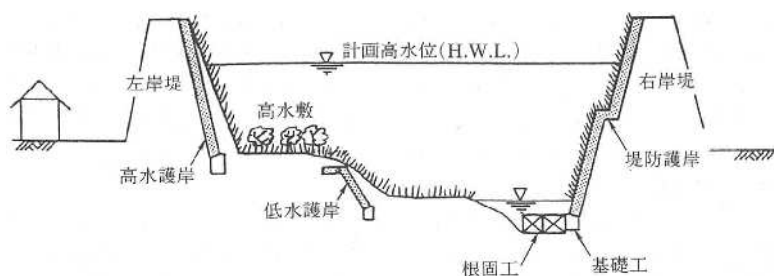 計画高水位(H.W.L.)
左岸堤
右岸堤
高水敷
堤防護岸
高水護岸
低水護岸
根固工
基礎工